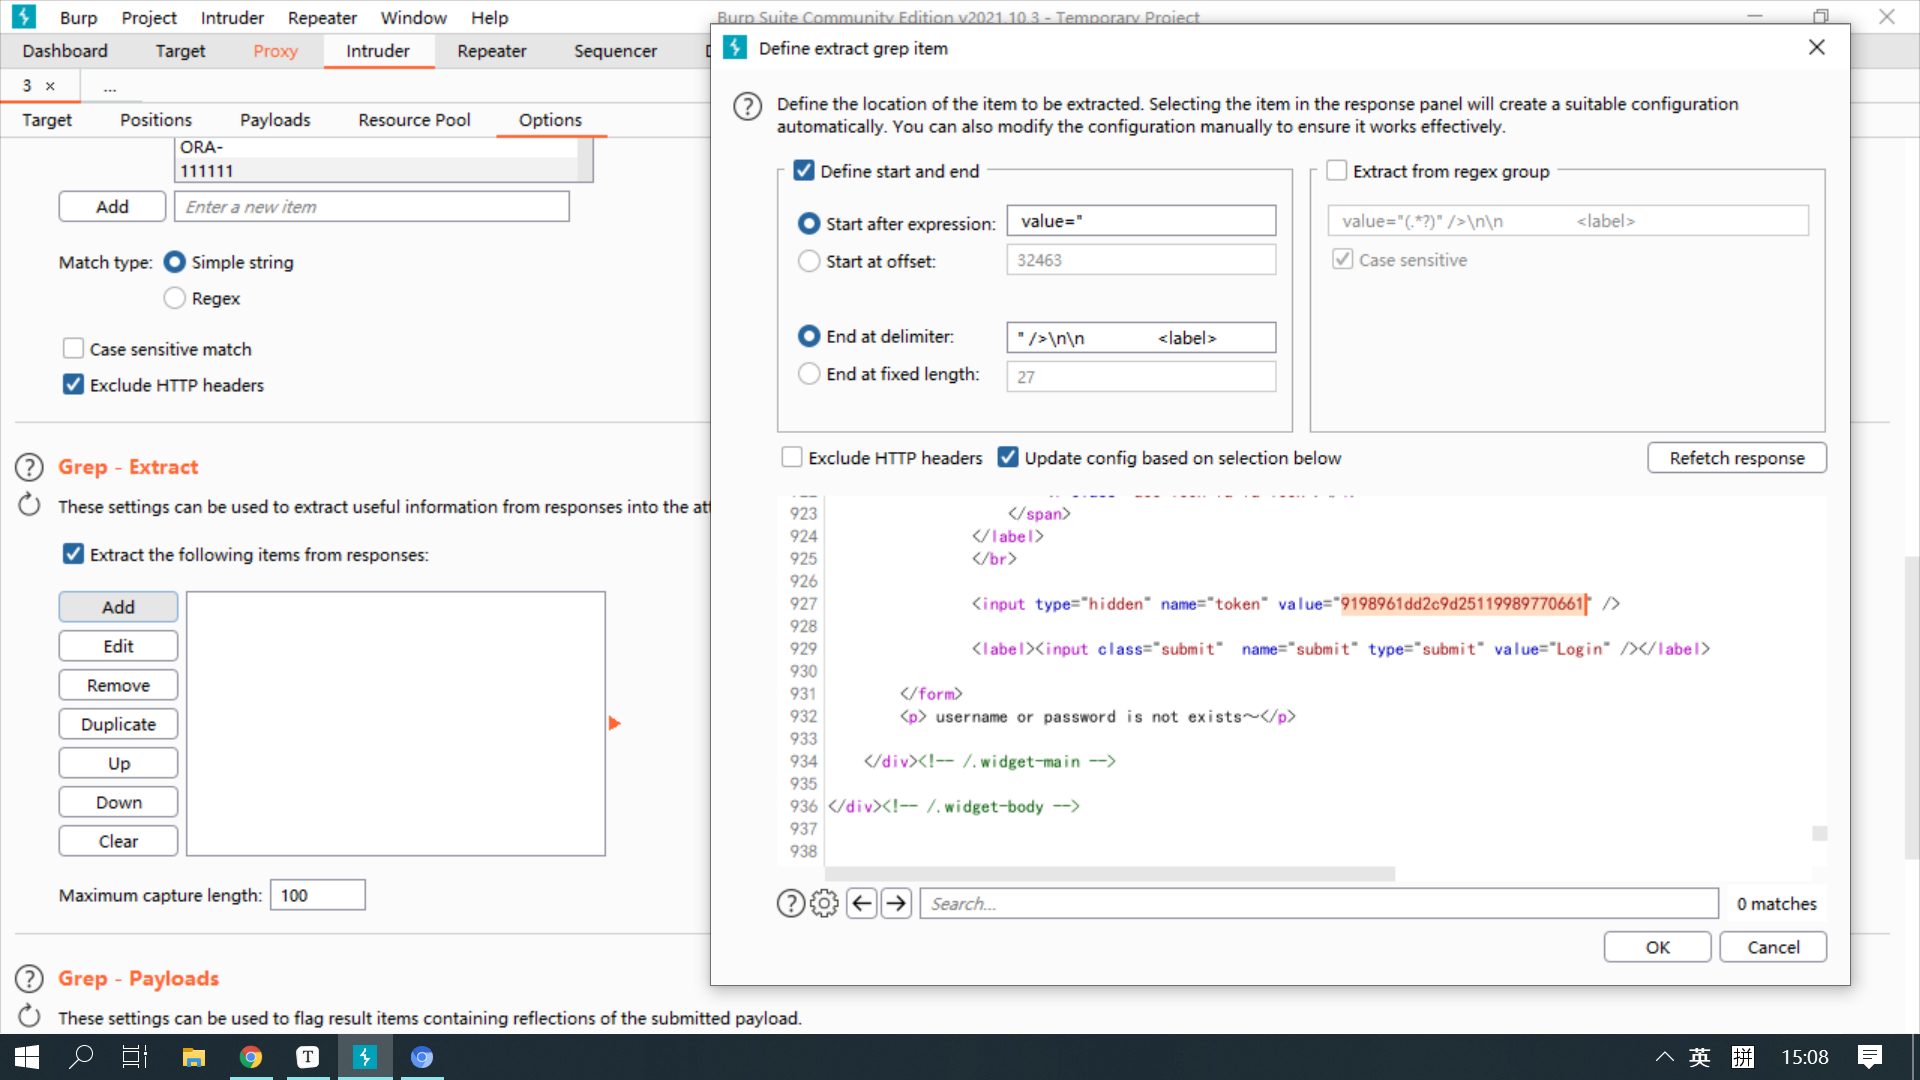 Burp Project Intruder Repeater Window Help
Burp Suite Community Edition v2021.10.3 - Temporary Project
Dashboard Target Proxy Intruder Repeater Sequencer
3 × ...
Target Positions Payloads Resource Pool Options
ORA-
111111
Add Enter a new item
Match type: Simple string
Regex
Case sensitive match
Exclude HTTP headers
Grep - Extract
These settings can be used to extract useful information from responses into the att
Extract the following items from responses:
Add
Edit
Remove
Duplicate
Up
Down
Clear
Maximum capture length: 100
Grep - Payloads
These settings can be used to flag result items containing reflections of the submitted payload.
Define extract grep item
Define the location of the item to be extracted. Selecting the item in the response panel will create a suitable configuration
automatically. You can also modify the configuration manually to ensure it works effectively.
Define start and end
Start after expression: value="
Start at offset: 32463
End at delimiter: " />\n\n <label>
End at fixed length: 27
Extract from regex group
value="(.*?)" />\n\n <label>
Case sensitive
Exclude HTTP headers Update config based on selection below Refetch response
923 </span>
924 </label>
925 </br>
926
927 <input type="hidden" name="token" value="9198961dd2c9d25119989770661" />
928
929 <label><input class="submit" name="submit" type="submit" value="Login" /></label>
930
931 </form>
932 <p> username or password is not exists～</p>
933
934 </div><!-- /.widget-main -->
935
936 </div><!-- /.widget-body -->
937
938
Search... 0 matches
OK Cancel
T 英 拼 15:08